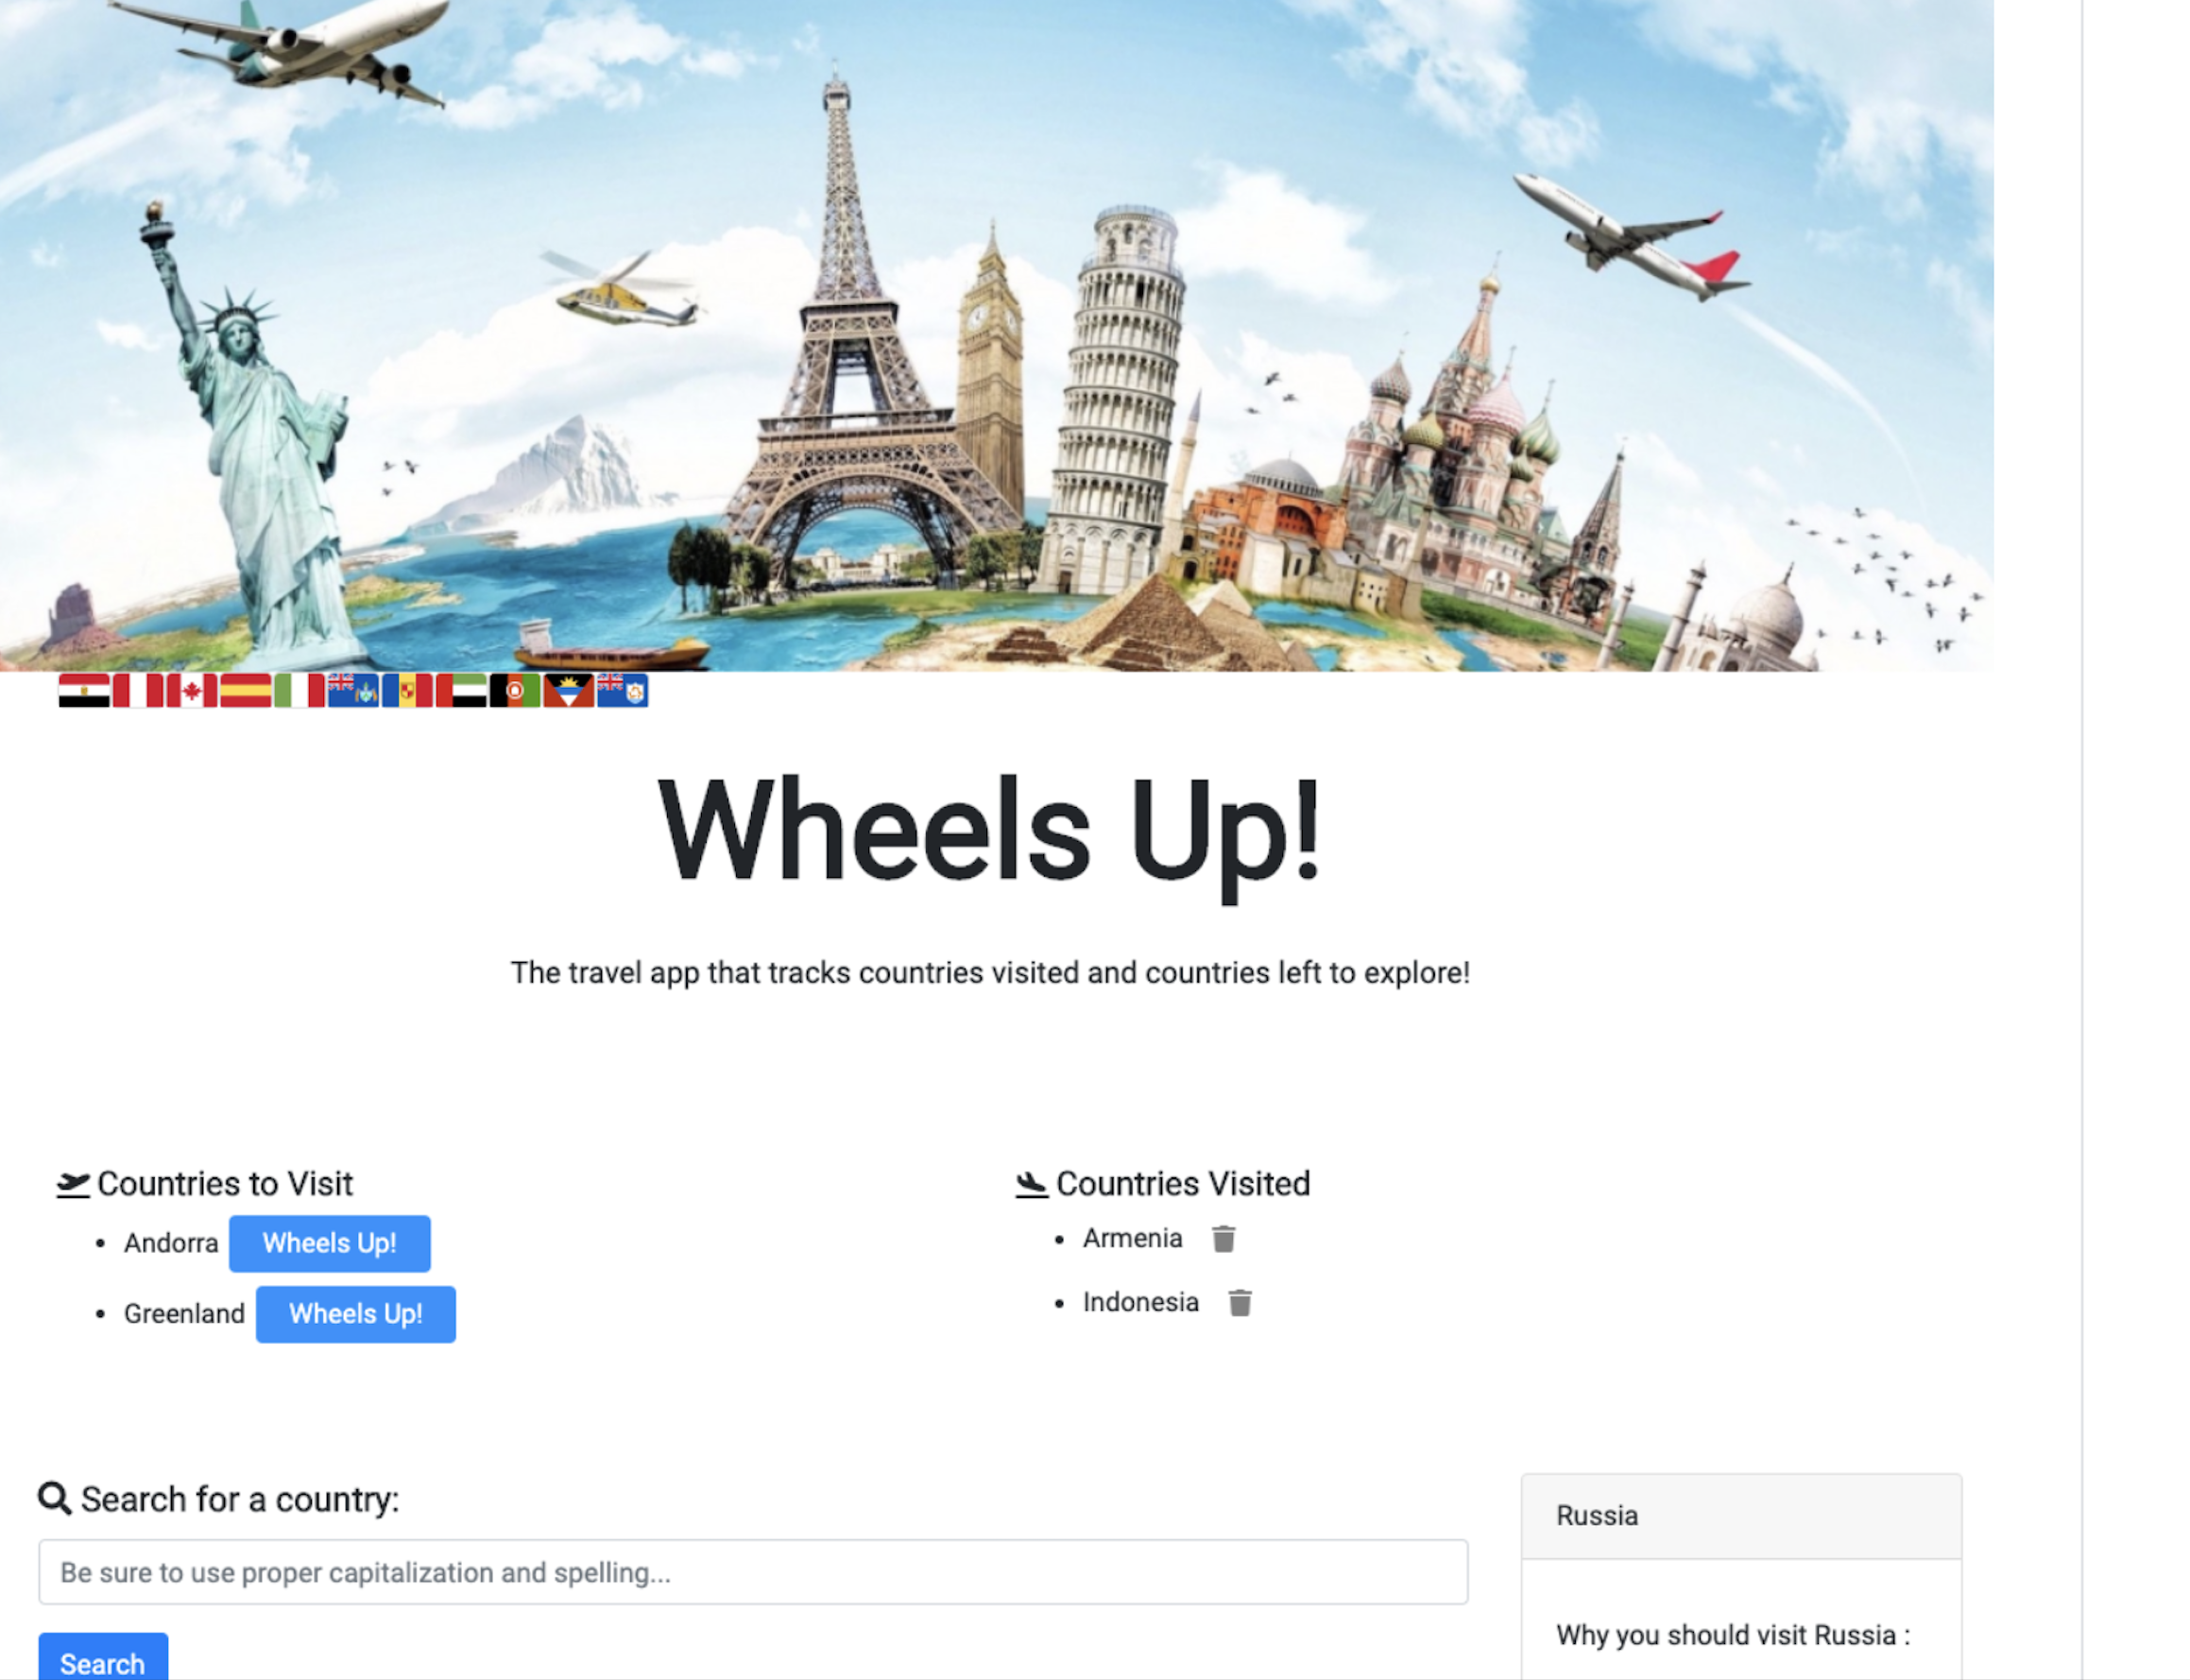 Wheels Up!
The travel app that tracks countries visited and countries left to explore!
Countries to Visit
Andorra Wheels Up!
Greenland Wheels Up!
Countries Visited
Armenia
Indonesia
Search for a country:
Be sure to use proper capitalization and spelling...
Search
Russia
Why you should visit Russia :